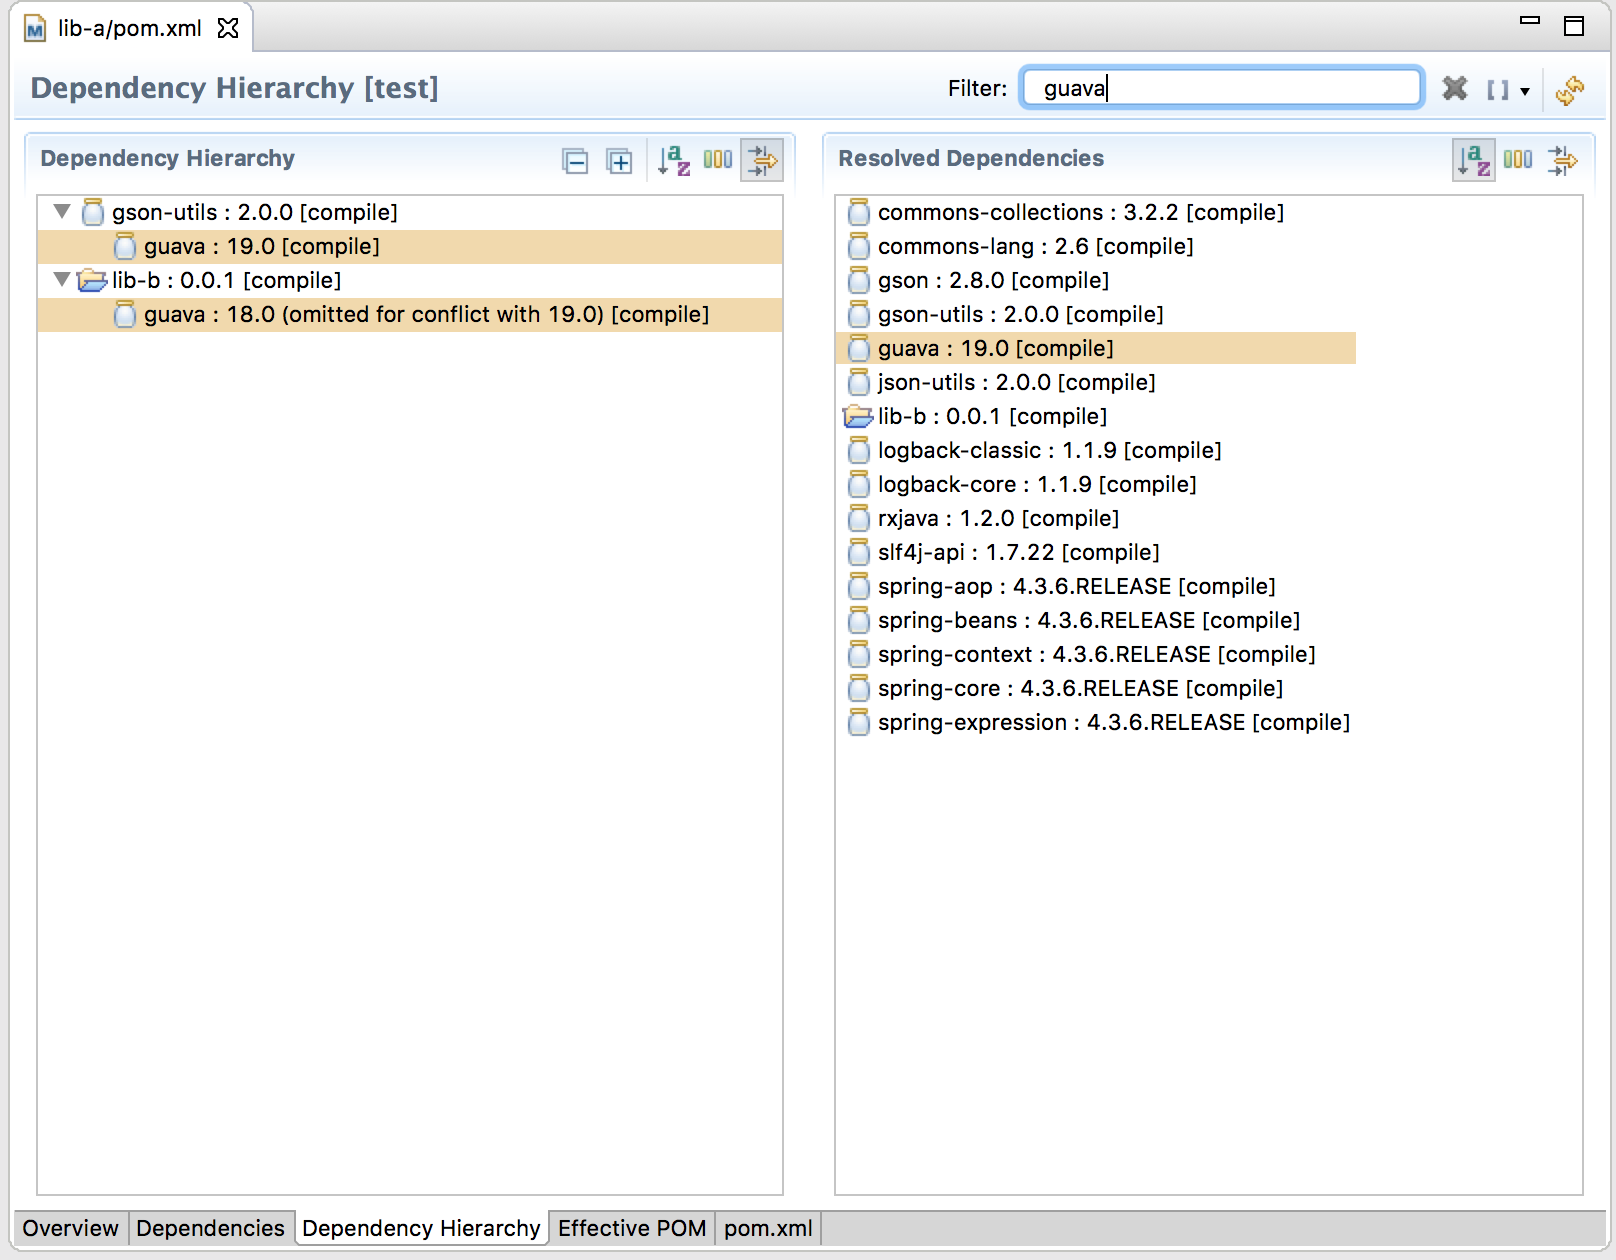 lib-a/pom.xml
Dependency Hierarchy [test]
Filter: guava
Dependency Hierarchy
gson-utils : 2.0.0 [compile]
guava : 19.0 [compile]
lib-b : 0.0.1 [compile]
guava : 18.0 (omitted for conflict with 19.0) [compile]
Resolved Dependencies
commons-collections : 3.2.2 [compile]
commons-lang : 2.6 [compile]
gson : 2.8.0 [compile]
gson-utils : 2.0.0 [compile]
guava : 19.0 [compile]
json-utils : 2.0.0 [compile]
lib-b : 0.0.1 [compile]
logback-classic : 1.1.9 [compile]
logback-core : 1.1.9 [compile]
rxjava : 1.2.0 [compile]
slf4j-api : 1.7.22 [compile]
spring-aop : 4.3.6.RELEASE [compile]
spring-beans : 4.3.6.RELEASE [compile]
spring-context : 4.3.6.RELEASE [compile]
spring-core : 4.3.6.RELEASE [compile]
spring-expression : 4.3.6.RELEASE [compile]
Overview Dependencies Dependency Hierarchy Effective POM pom.xml